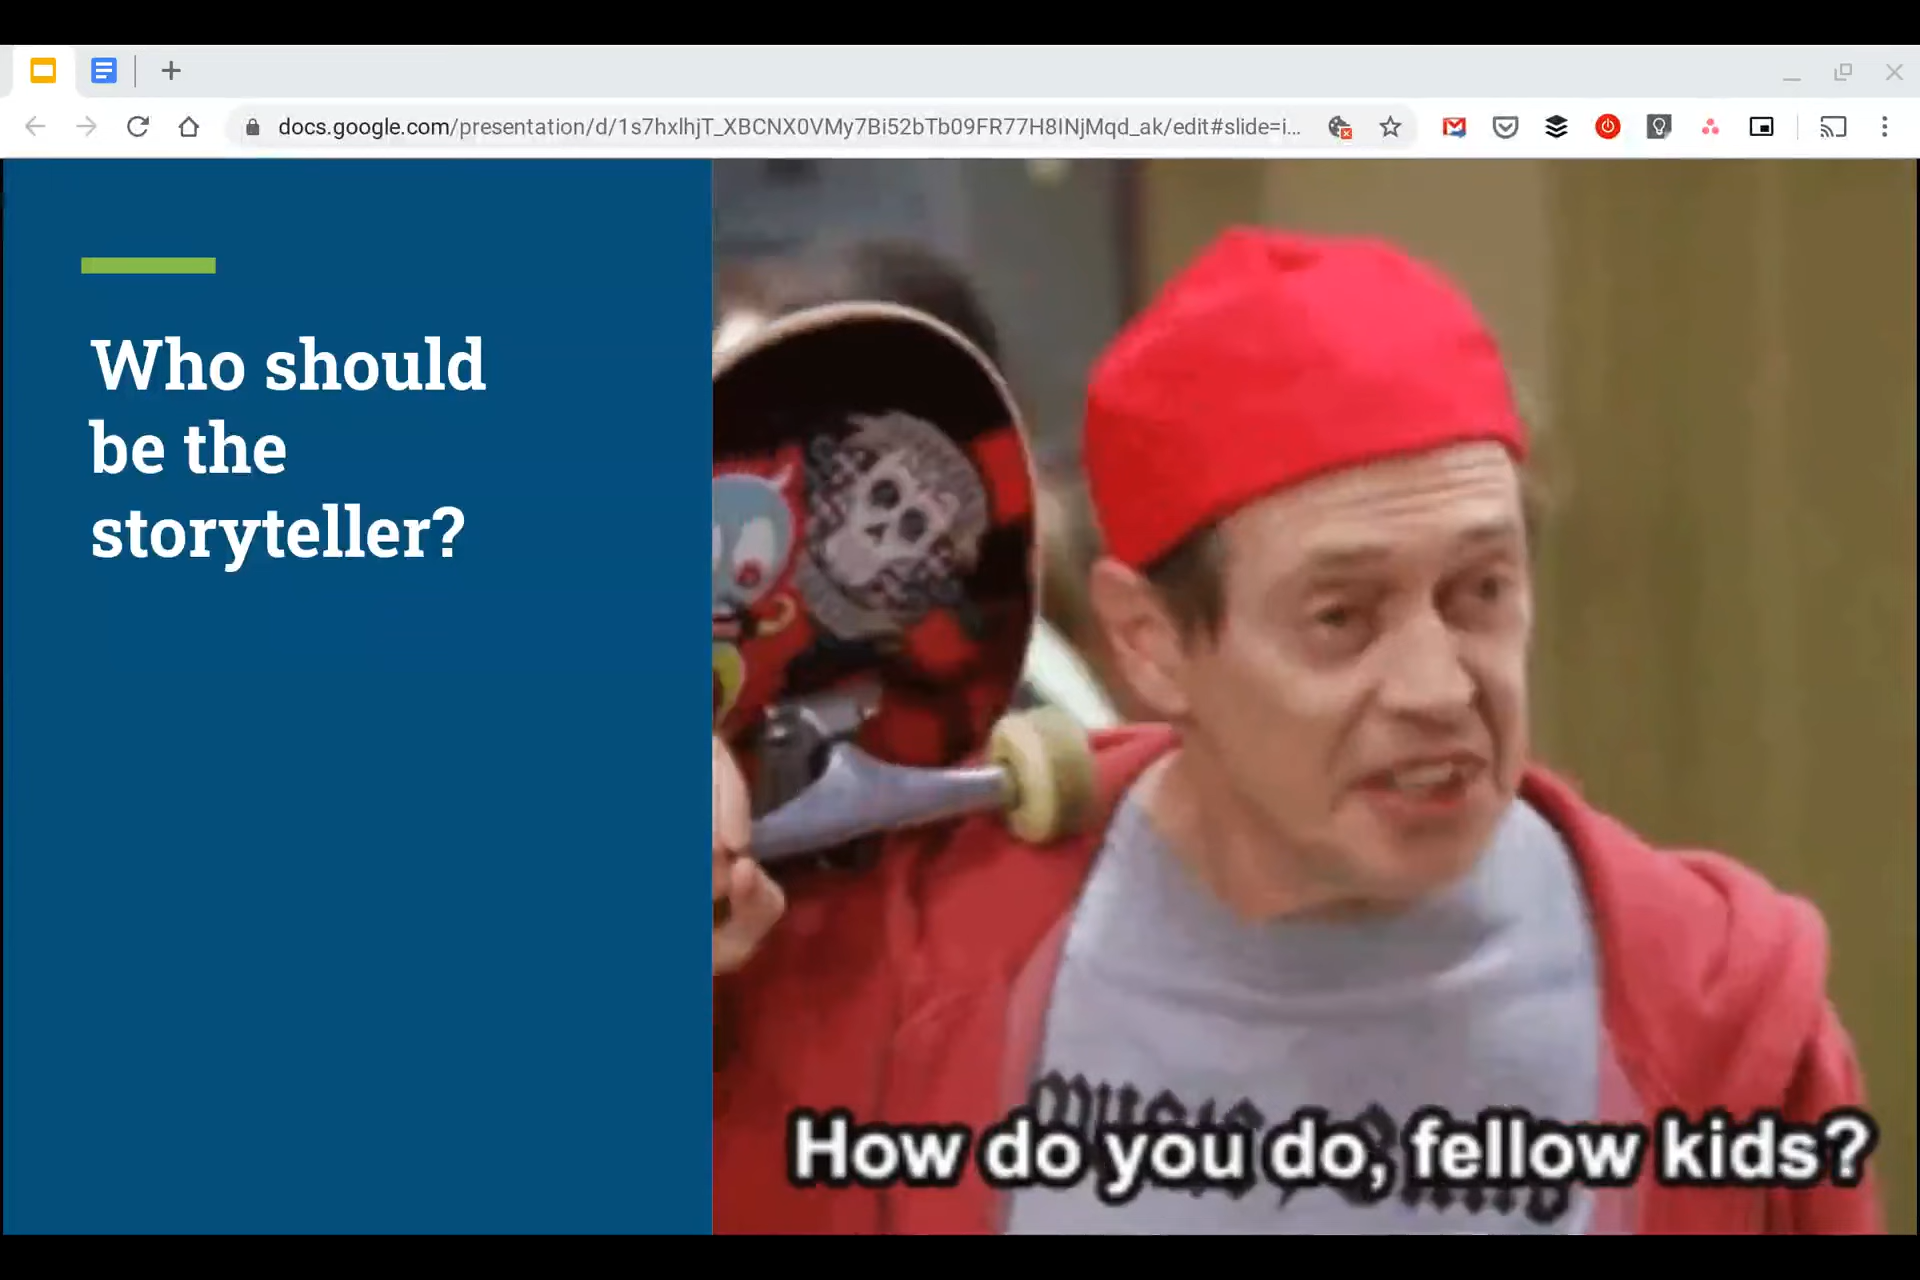 docs.google.com/presentation/d/1s7hxlhjT_XBCNX0VMy7Bi52bTb09FR77H8INjMqd_ak/edit#slide=i...
Who should
be the
storyteller?
How do you do, fellow kids?